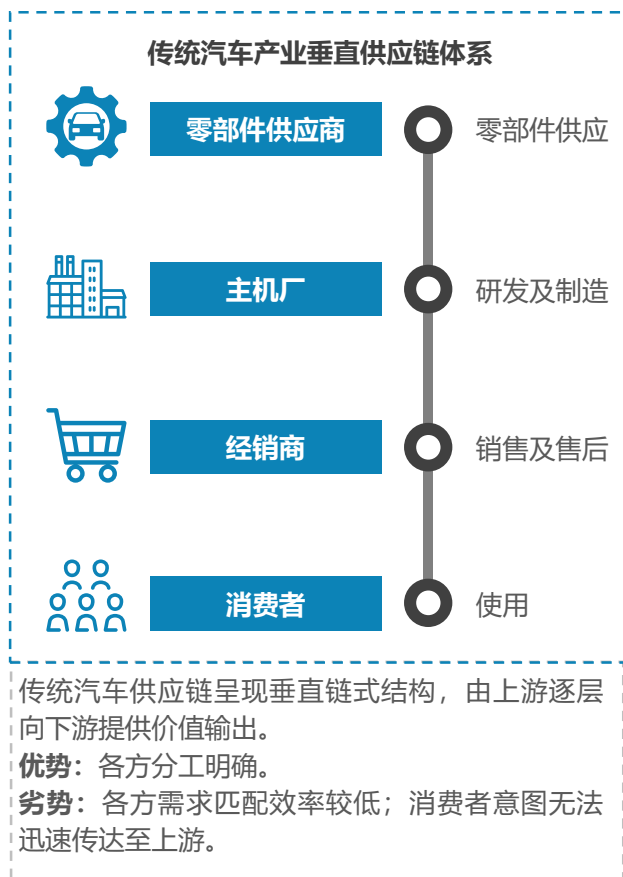 传统汽车产业垂直供应链体系
零部件供应商 零部件供应
主机厂 研发及制造
经销商 销售及售后
消费者 使用
传统汽车供应链呈现垂直链式结构，由上游逐层
向下游提供价值输出。
优势：各方分工明确。
劣势：各方需求匹配效率较低；消费者意图无法
迅速传达至上游。